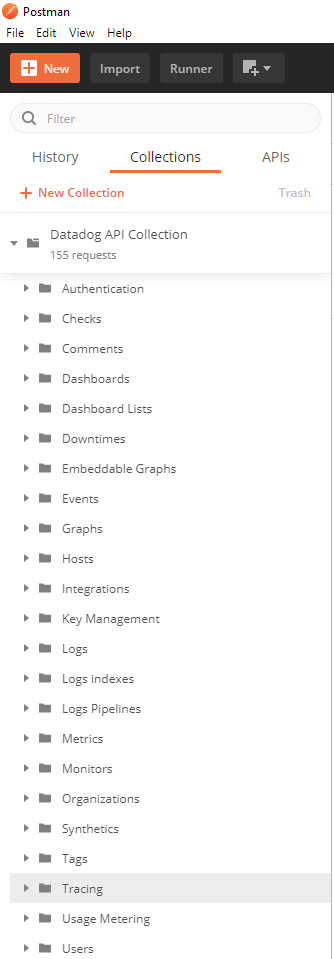 Postman
File Edit View Help
New Import Runner
Filter
History Collections APIs
New Collection Trash
Datadog API Collection
155 requests
Authentication
Checks
Comments
Dashboards
Dashboard Lists
Downtimes
Embeddable Graphs
Events
Graphs
Hosts
Integrations
Key Management
Logs
Logs indexes
Logs Pipelines
Metrics
Monitors
Organizations
Synthetics
Tags
Tracing
Usage Metering
Users